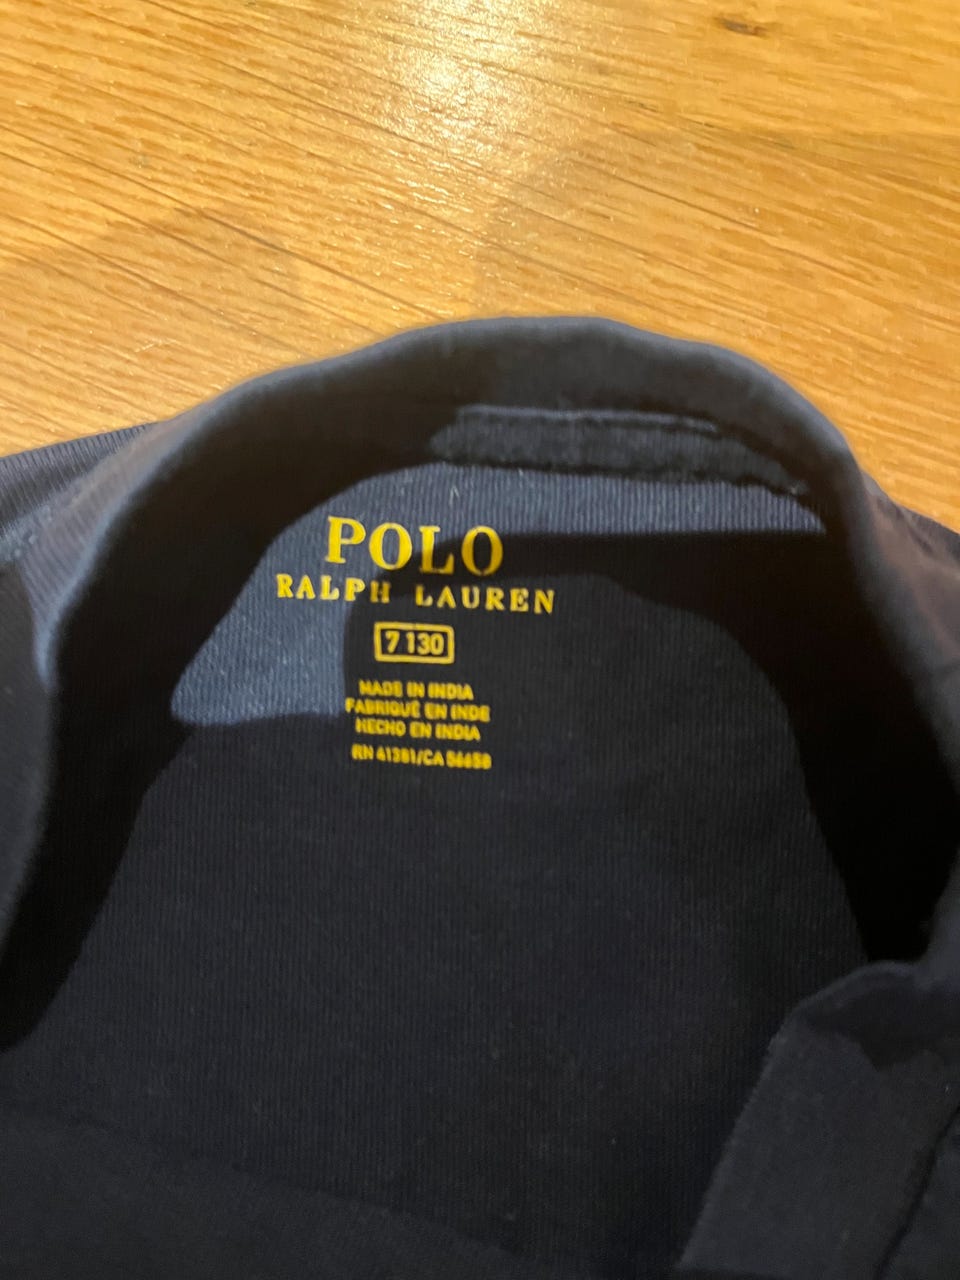 POLO
RALPH LAUREN
7 130
MADE IN INDIA
FABRIQUÉ EN INDE
HECHO EN INDIA
RN 41381/CA 56658